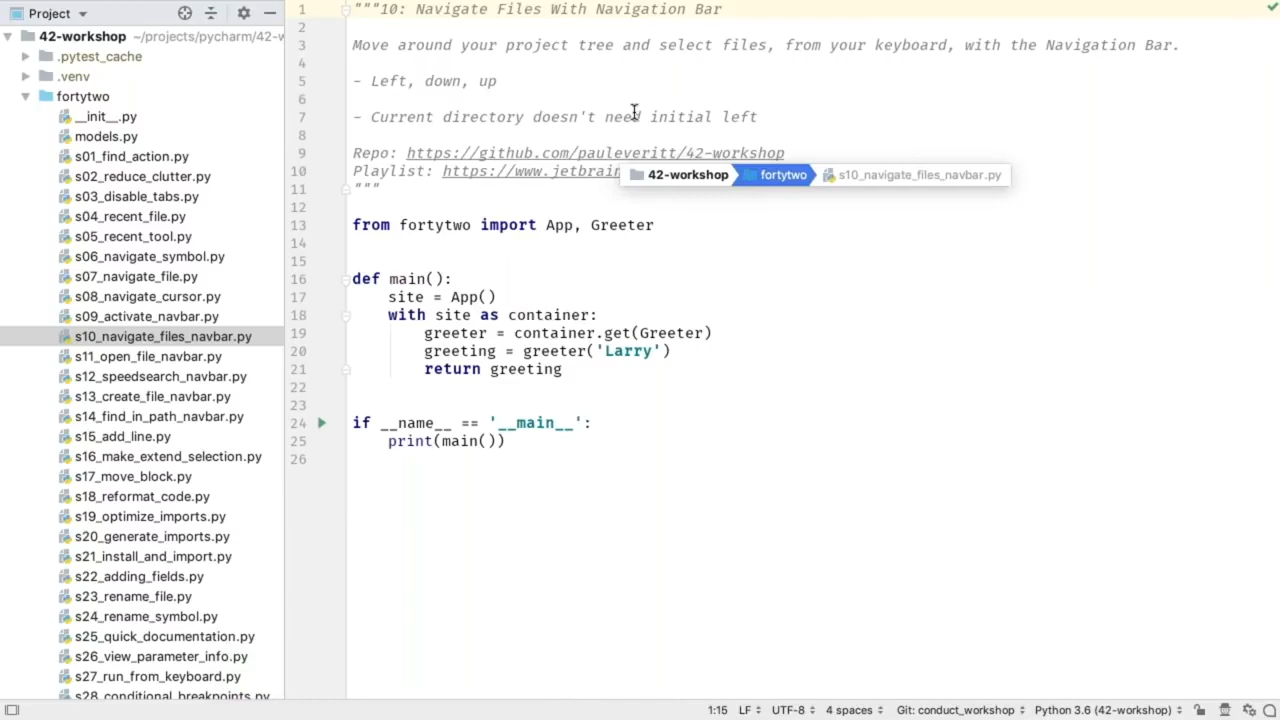 Project
42-workshop ~/projects/pycharm/42-w
.pytest_cache
.venv
fortytwo
__init__.py
models.py
s01_find_action.py
s02_reduce_clutter.py
s03_disable_tabs.py
s04_recent_file.py
s05_recent_tool.py
s06_navigate_symbol.py
s07_navigate_file.py
s08_navigate_cursor.py
s09_activate_navbar.py
s10_navigate_files_navbar.py
s11_open_file_navbar.py
s12_speedsearch_navbar.py
s13_create_file_navbar.py
s14_find_in_path_navbar.py
s15_add_line.py
s16_make_extend_selection.py
s17_move_block.py
s18_reformat_code.py
s19_optimize_imports.py
s20_generate_imports.py
s21_install_and_import.py
s22_adding_fields.py
s23_rename_file.py
s24_rename_symbol.py
s25_quick_documentation.py
s26_view_parameter_info.py
s27_run_from_keyboard.py
s28_conditional_breakpoints.py
1 """10: Navigate Files With Navigation Bar
2
3 Move around your project tree and select files, from your keyboard, with the Navigation Bar.
4
5 - Left, down, up
6
7 - Current directory doesn't need initial left
8
9 Repo: https://github.com/pauleveritt/42-workshop
10 Playlist: https://www.jetbrain
42-workshop fortytwo s10_navigate_files_navbar.py
11 """
12
13 from fortytwo import App, Greeter
14
15
16 def main():
17 site = App()
18 with site as container:
19 greeter = container.get(Greeter)
20 greeting = greeter('Larry')
21 return greeting
22
23
24 if __name__ == '__main__':
25 print(main())
26
1:15 LF UTF-8 4 spaces Git: conduct_workshop Python 3.6 (42-workshop)